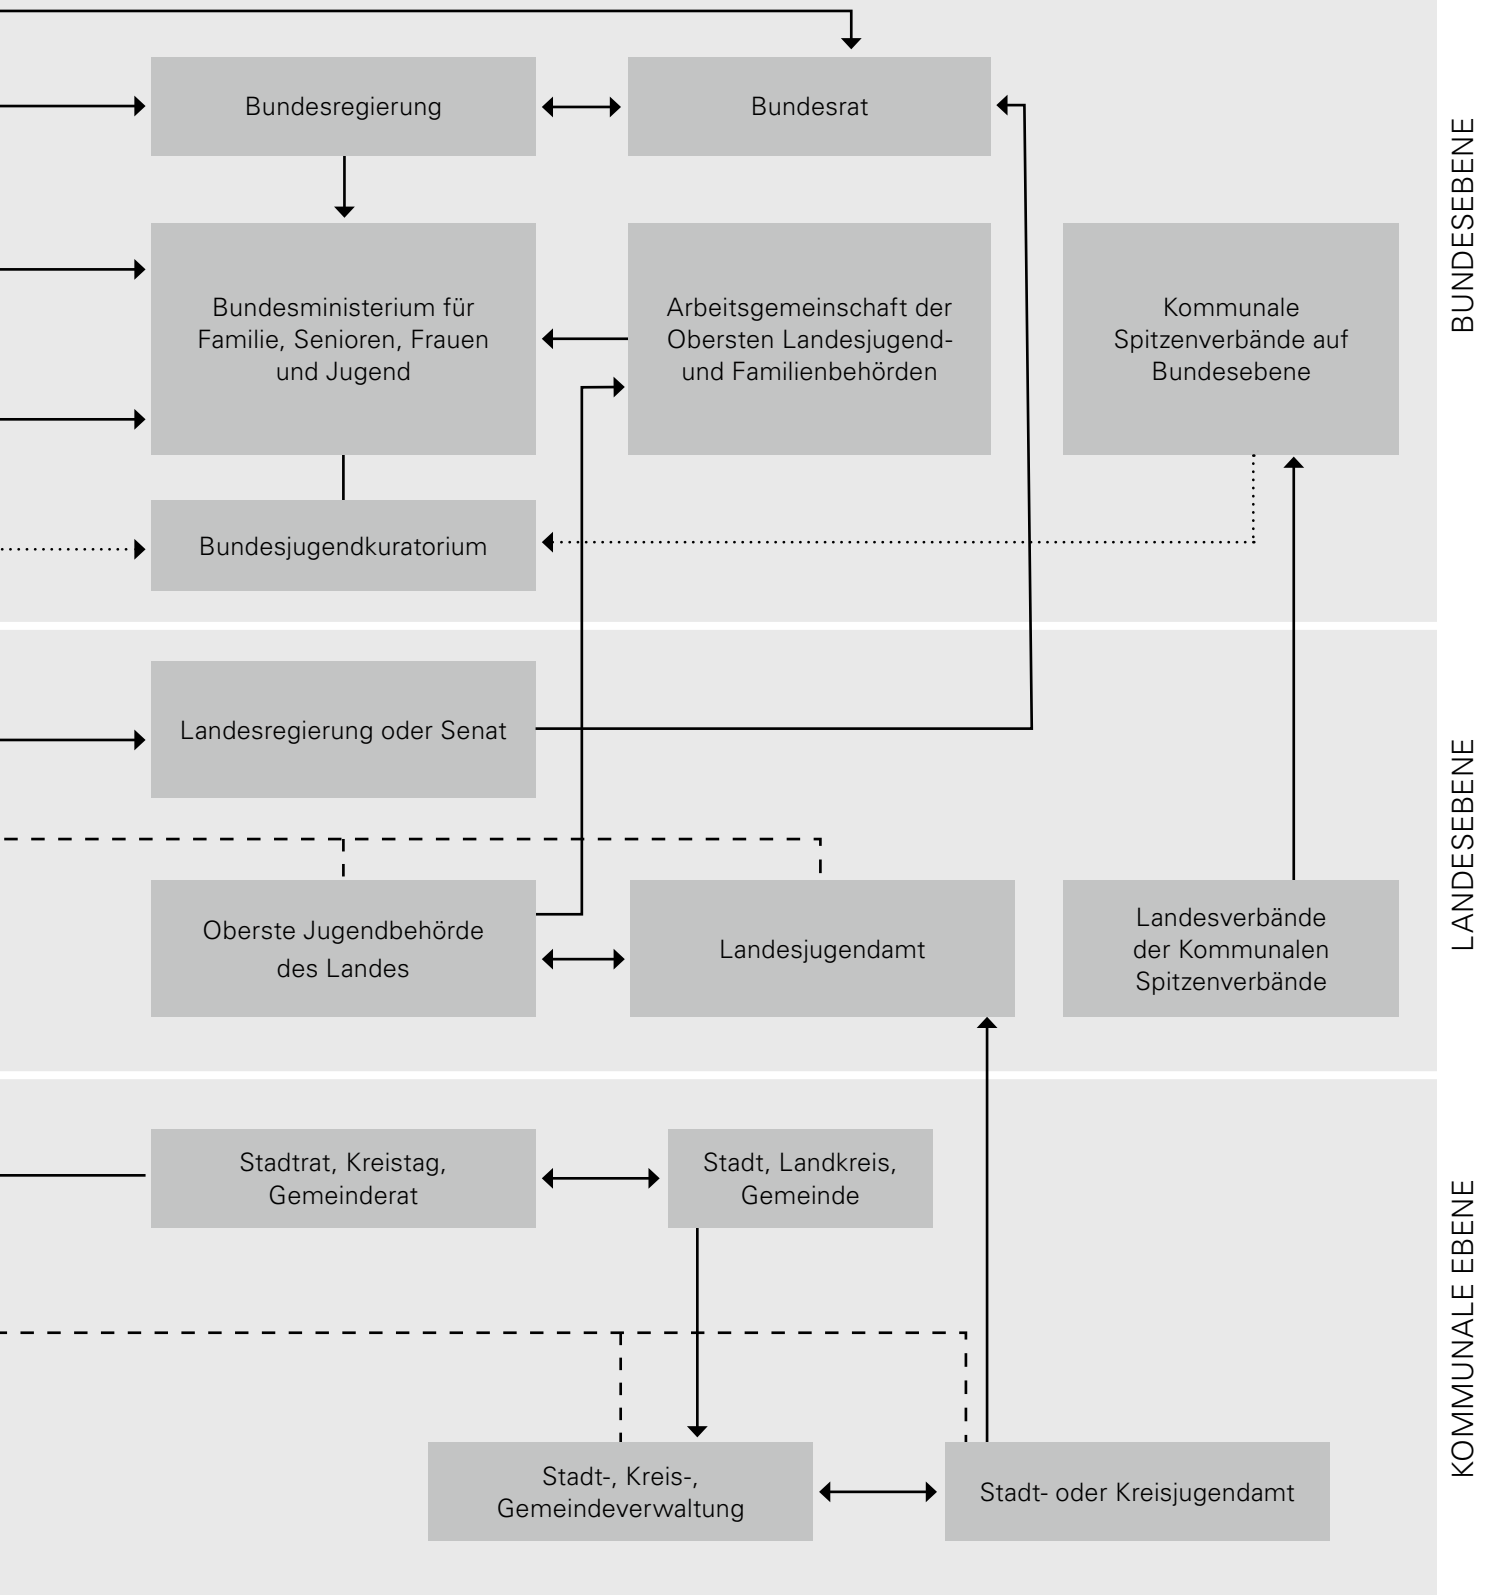 Bundesregierung
Bundesrat
Bundesministerium für
Familie, Senioren, Frauen
und Jugend
Arbeitsgemeinschaft der
Obersten Landesjugend-
und Familienbehörden
Kommunale
Spitzenverbände auf
Bundesebene
Bundesjugendkuratorium
BUNDESEBENE
Landesregierung oder Senat
Oberste Jugendbehörde
des Landes
Landesjugendamt
Landesverbände
der Kommunalen
Spitzenverbände
LANDESEBENE
Stadtrat, Kreistag,
Gemeinderat
Stadt, Landkreis,
Gemeinde
Stadt-, Kreis-,
Gemeindeverwaltung
Stadt- oder Kreisjugendamt
KOMMUNALE EBENE